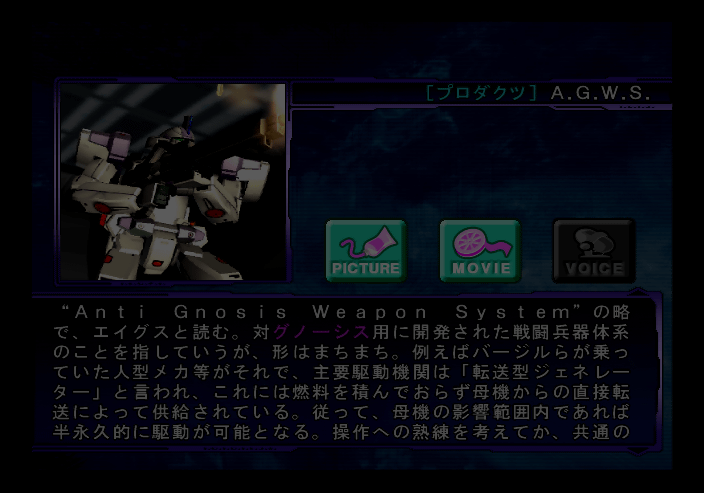 [プロダクツ] A.G.W.S.
PICTURE
MOVIE
VOICE
“Anti Gnosis Weapon System”の略
で、エイグスと読む。対グノーシス用に開発された戦闘兵器体系
のことを指しているが、形はまちまち。例えばバージルらが乗っ
ていた人型メカ等がそれで、主要駆動機関は「転送型ジェネレー
ター」と言われ、これには燃料を積んでおらず母機からの直接転
送によって供給されている。従って、母機の影響範囲内であれば
半永久的に駆動が可能となる。操作への熟練を考えてか、共通の